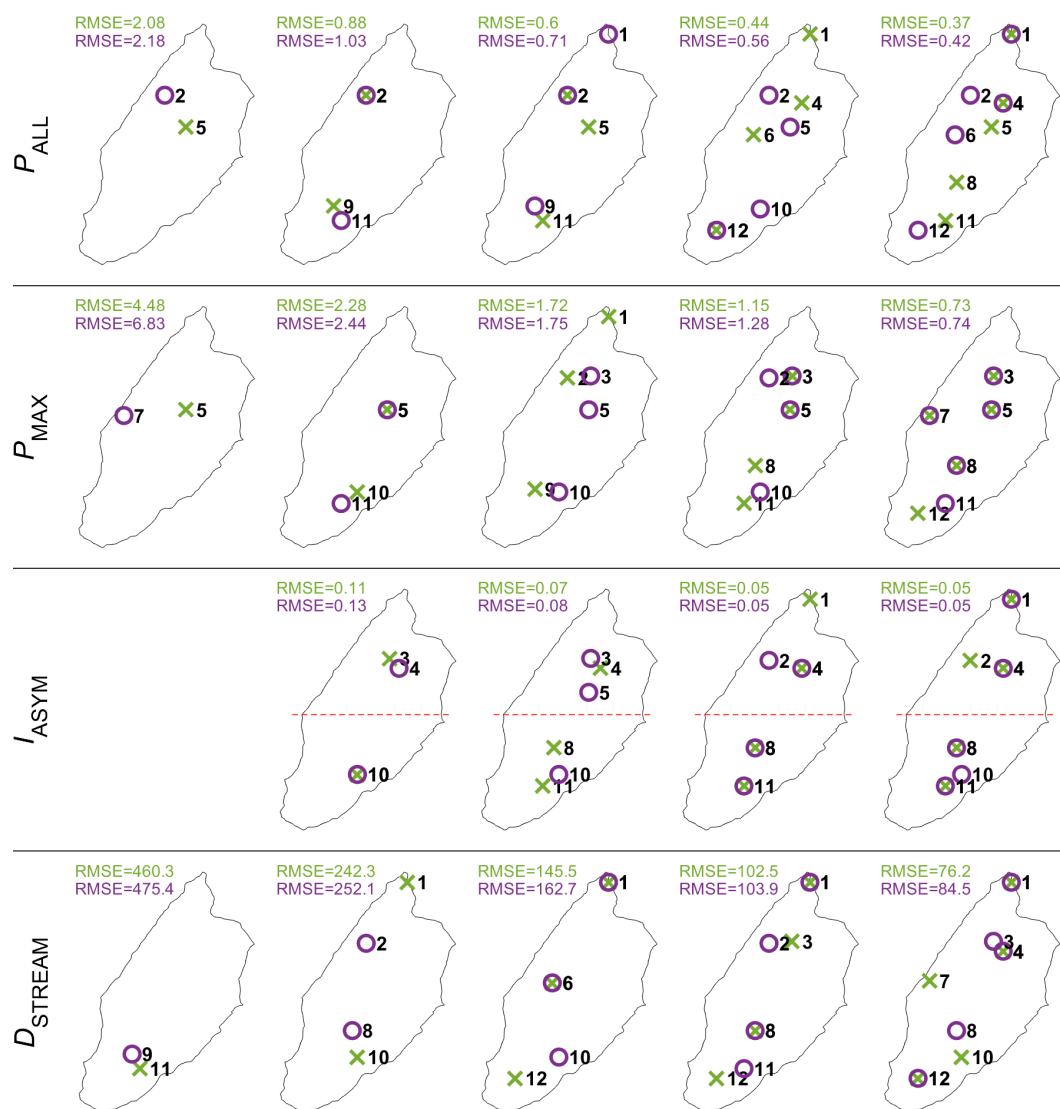 RMSE=2.08 RMSE=0.88 RMSE=0.6 RMSE=0.44 RMSE=0.37
RMSE=2.18 RMSE=1.03 RMSE=0.71 RMSE=0.56 RMSE=0.42
1 1 1
2 2 2 2 2
4 4
5 5 5 5
6 6
P ALL
8
9 9
10
11 11 11
12 12
RMSE=4.48 RMSE=2.28 RMSE=1.72 RMSE=1.15 RMSE=0.73
RMSE=6.83 RMSE=2.44 RMSE=1.75 RMSE=1.28 RMSE=0.74
1
2 3 2 3 3
5 5 5 5 5
7 7
P MAX
8 8
10 9 10 10
11 11 11
12
RMSE=0.11 RMSE=0.07 RMSE=0.05 RMSE=0.05
RMSE=0.13 RMSE=0.08 RMSE=0.05 RMSE=0.05
1 1
3 3 2 2
4 4 4 4
5
I ASYM
8 8 8
10 10 10
11 11 11
RMSE=460.3 RMSE=242.3 RMSE=145.5 RMSE=102.5 RMSE=76.2
RMSE=475.4 RMSE=252.1 RMSE=162.7 RMSE=103.9 RMSE=84.5
1 1 1 1
2 2 3 3
4
6 7
D STREAM
8 8 8
9 10 10 10
11 11
12 12 12